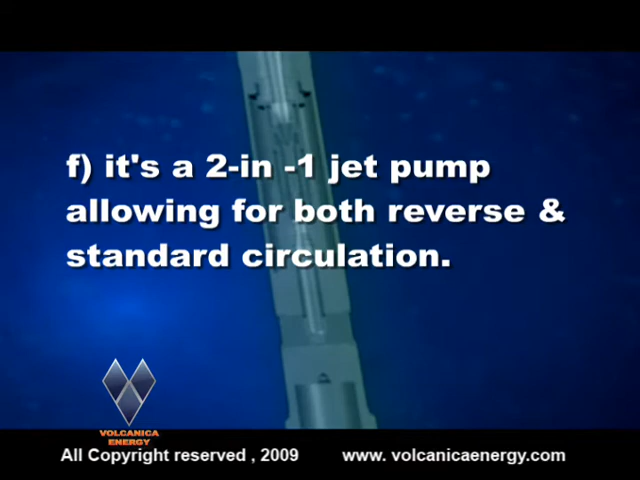 f) it's a 2-in -1 jet pump
allowing for both reverse &
standard circulation.
VOLCANICA
ENERGY
All Copyright reserved , 2009 www. volcanicaenergy.com